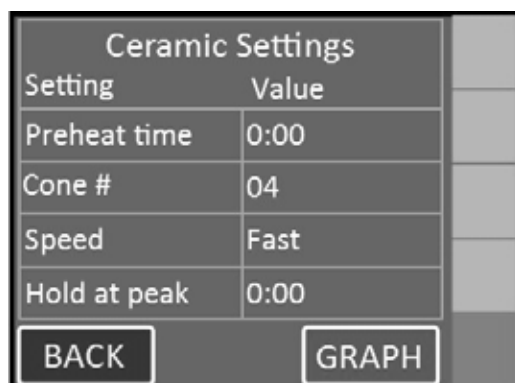 Ceramic Settings
Setting Value
Preheat time 0:00
Cone # 04
Speed Fast
Hold at peak 0:00
BACK GRAPH